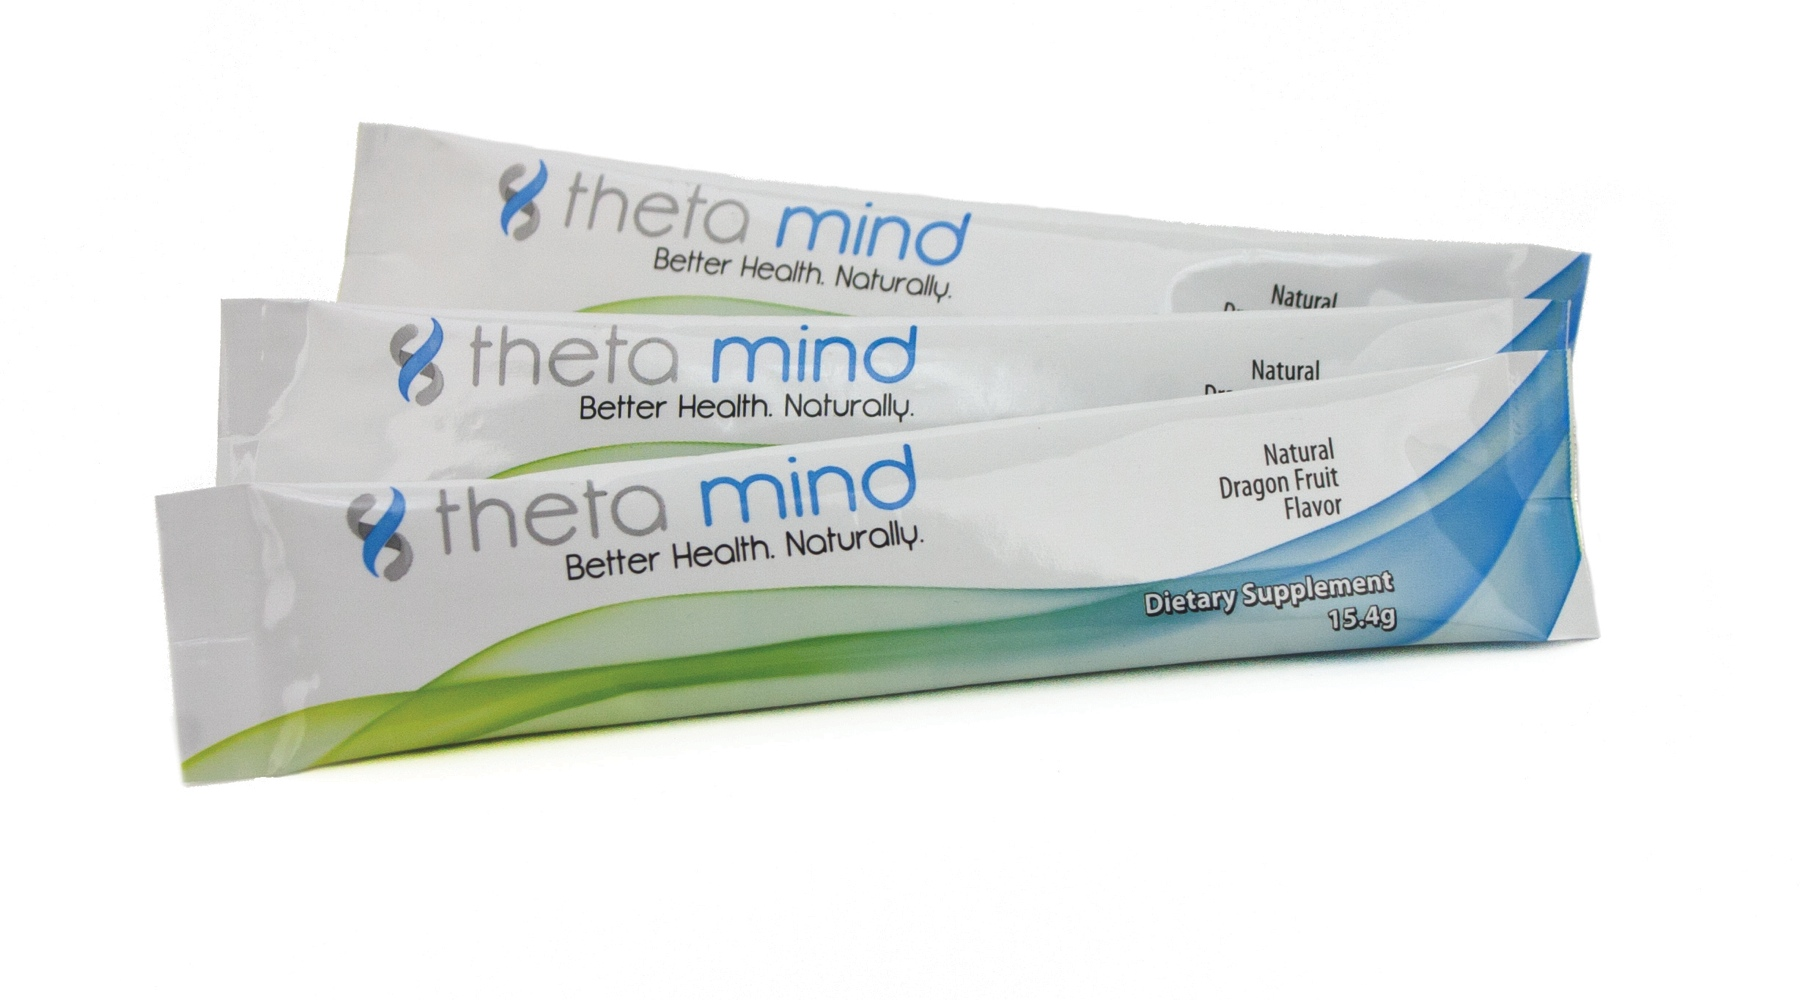 theta mind
Better Health. Naturally.
Natural
theta mind
Better Health. Naturally.
Natural
theta mind
Better Health. Naturally.
Natural
Dragon Fruit
Flavor
Dietary Supplement
15.4g